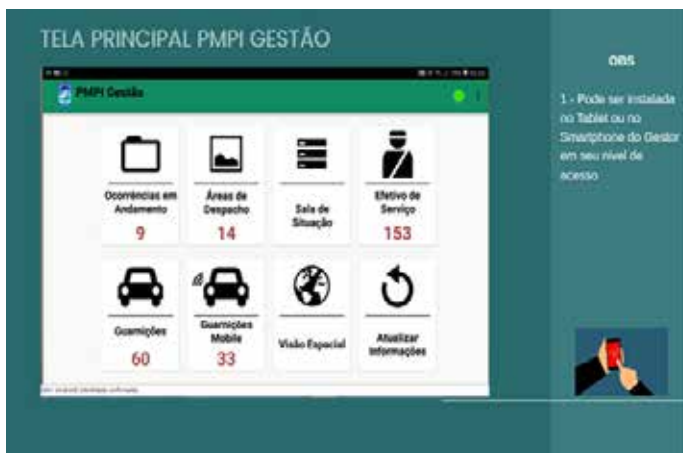 TELA PRINCIPAL PMPI GESTÃO
PMPI Gestão
Ocorrências em
Andamento
9
Áreas de
Despacho
14
Sala de
Situação
Efetivo de
Serviço
153
Guarnições
60
Guarnições
Mobile
33
Visão Espacial
Atualizar
Informações
OBS
1 - Pode ser instalada
no Tablet ou no
Smartphone do Gestor
em seu nível de
acesso